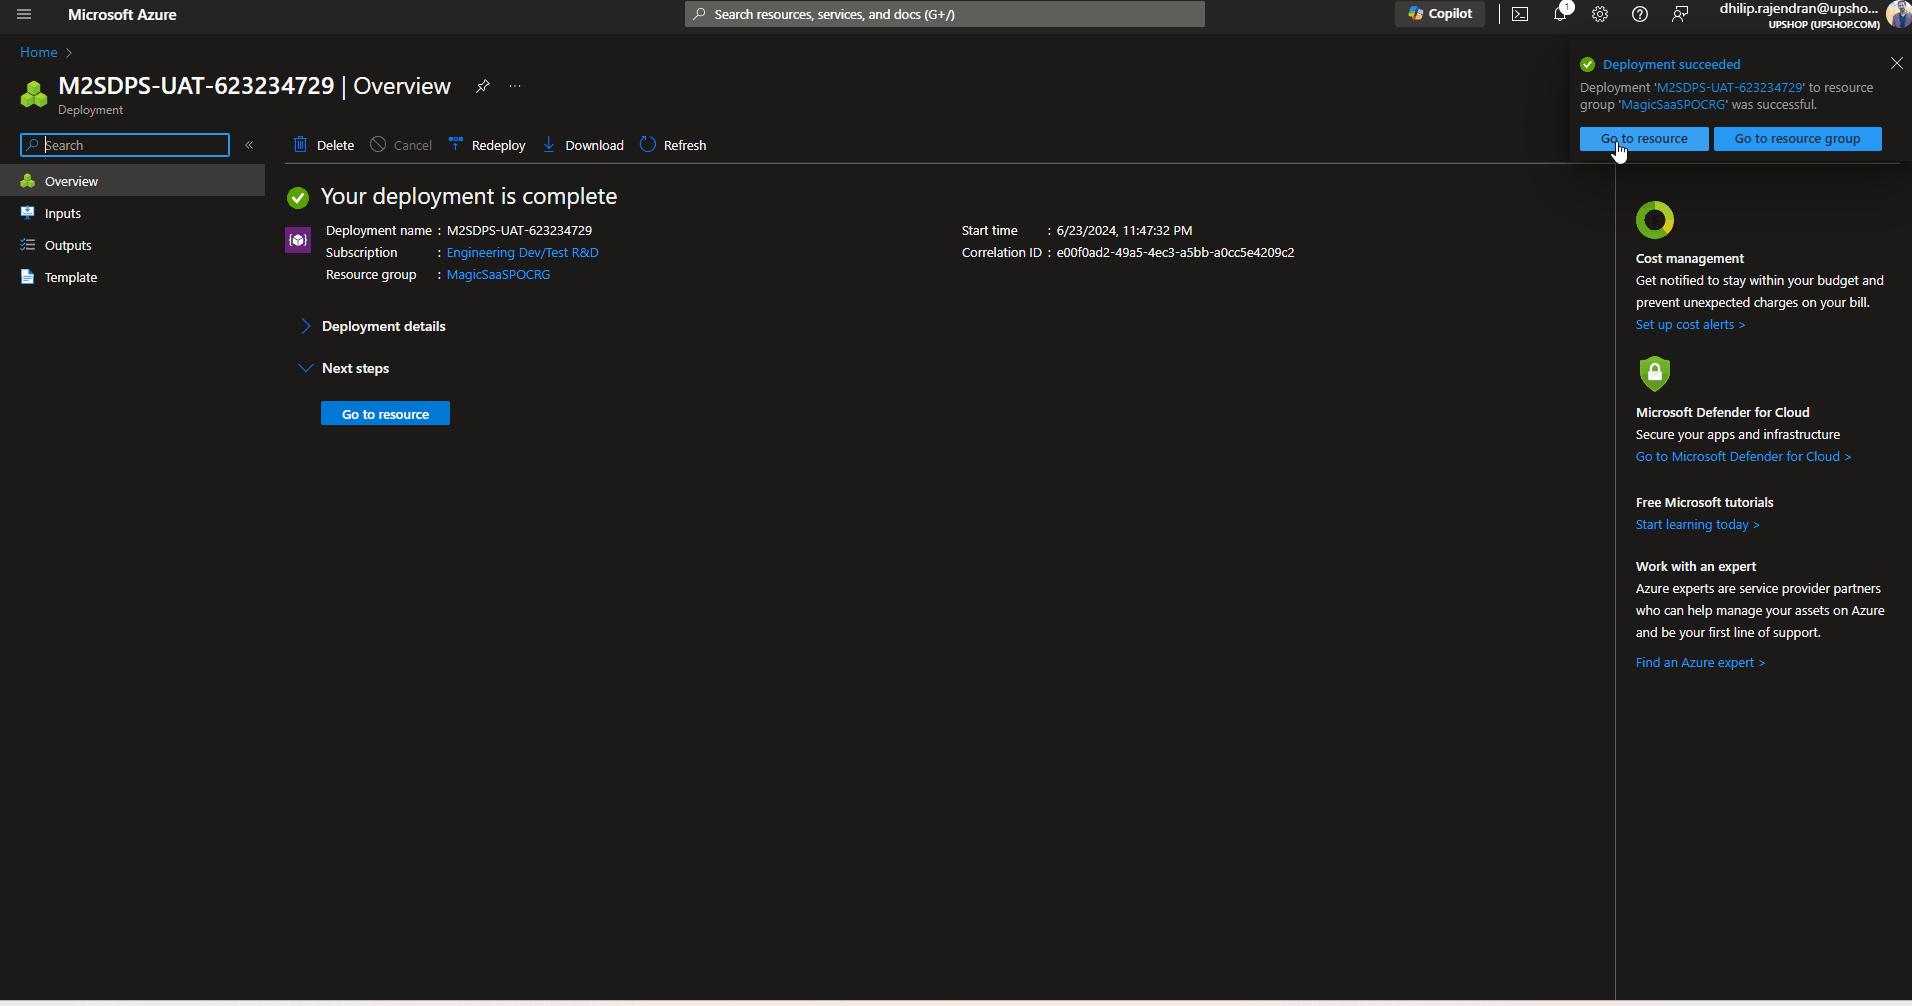 Microsoft Azure
Search resources, services, and docs (G+/)
Copilot
1
dhilip.rajendran@upsho...
UPSHOP (UPSHOP.COM)
Home >
M2SDPS-UAT-623234729 | Overview
Deployment
Deployment succeeded
Deployment 'M2SDPS-UAT-623234729' to resource
group 'MagicSaaSPOCRG' was successful.
Go to resource
Go to resource group
Search
«
Delete
Cancel
Redeploy
Download
Refresh
Overview
Inputs
Outputs
Template
Your deployment is complete
Deployment name : M2SDPS-UAT-623234729
Subscription : Engineering Dev/Test R&D
Resource group : MagicSaaSPOCRG
Start time : 6/23/2024, 11:47:32 PM
Correlation ID : e00f0ad2-49a5-4ec3-a5bb-a0cc5e4209c2
Deployment details
Next steps
Go to resource
Cost management
Get notified to stay within your budget and
prevent unexpected charges on your bill.
Set up cost alerts >
Microsoft Defender for Cloud
Secure your apps and infrastructure
Go to Microsoft Defender for Cloud >
Free Microsoft tutorials
Start learning today >
Work with an expert
Azure experts are service provider partners
who can help manage your assets on Azure
and be your first line of support.
Find an Azure expert >